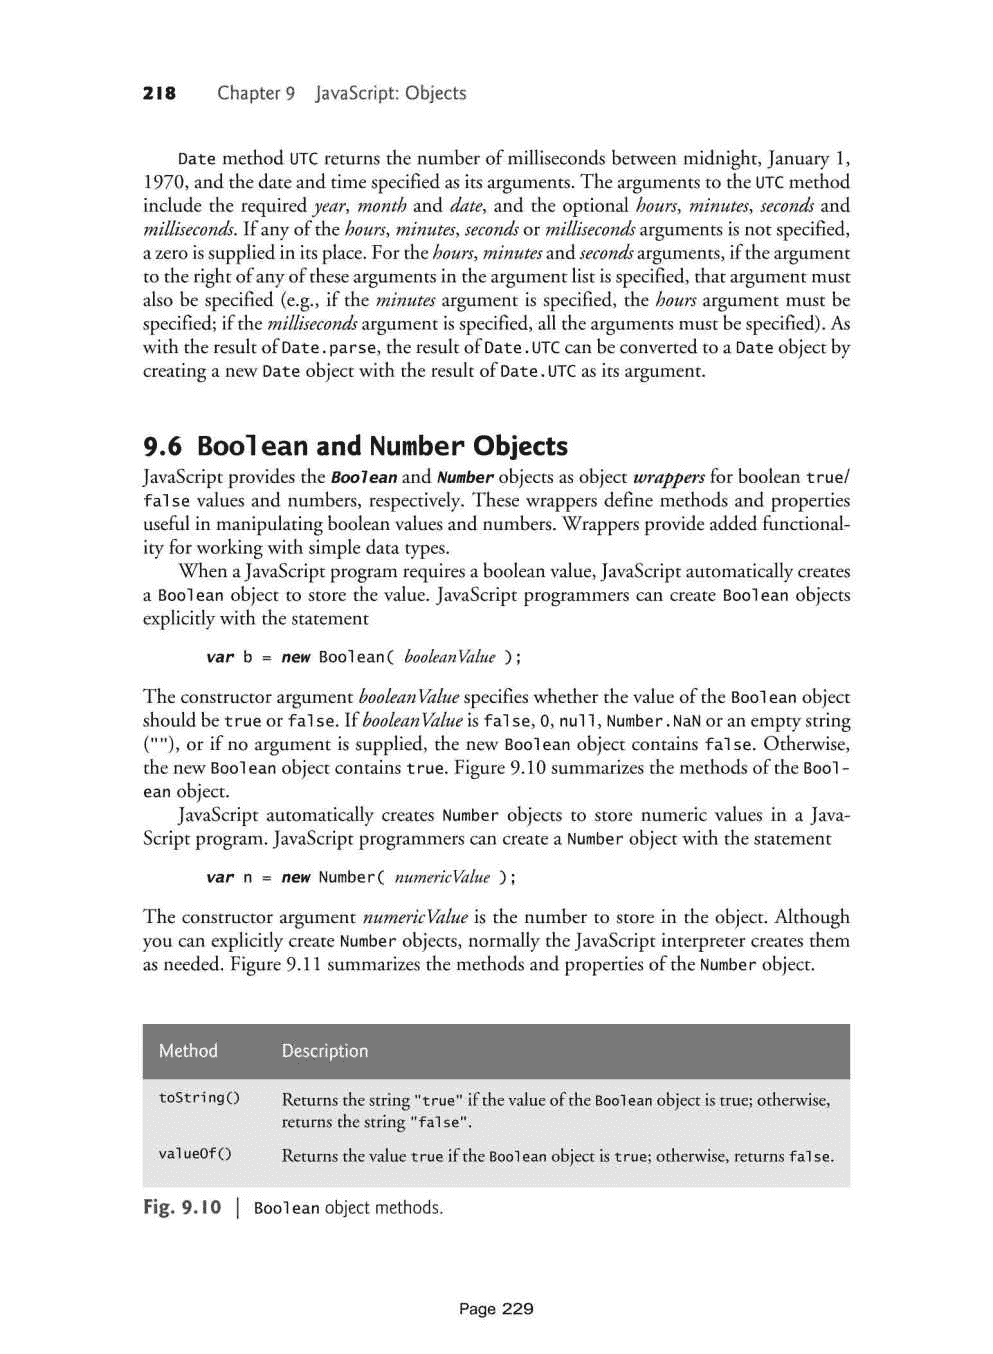 218 Chapter 9 JavaScript: Objects
Date method UTC returns the number of milliseconds between midnight, January 1,
1970, and the date and time specified as its arguments. The arguments to the UTC method
include the required year, month and date, and the optional hours, minutes, seconds and
milliseconds. If any of the hours, minutes, seconds or milliseconds arguments is not specified,
a zero is supplied in its place. For the hours, minutes and seconds arguments, if the argument
to the right of any of these arguments in the argument list is specified, that argument must
also be specified (e.g., if the minutes argument is specified, the hours argument must be
specified; if the milliseconds argument is specified, all the arguments must be specified). As
with the result of Date.parse, the result of Date.UTC can be converted to a Date object by
creating a new Date object with the result of Date.UTC as its argument.
9.6 Boolean and Number Objects
JavaScript provides the Boolean and Number objects as object wrappers for boolean true/
false values and numbers, respectively. These wrappers define methods and properties
useful in manipulating boolean values and numbers. Wrappers provide added functional-
ity for working with simple data types.
When a JavaScript program requires a boolean value, JavaScript automatically creates
a Boolean object to store the value. JavaScript programmers can create Boolean objects
explicitly with the statement
var b = new Boolean( booleanValue );
The constructor argument booleanValue specifies whether the value of the Boolean object
should be true or false. If booleanValue is false, 0, null, Number.NaN or an empty string
(""), or if no argument is supplied, the new Boolean object contains false. Otherwise,
the new Boolean object contains true. Figure 9.10 summarizes the methods of the Bool-
ean object.
JavaScript automatically creates Number objects to store numeric values in a Java-
Script program. JavaScript programmers can create a Number object with the statement
var n = new Number( numericValue );
The constructor argument numericValue is the number to store in the object. Although
you can explicitly create Number objects, normally the JavaScript interpreter creates them
as needed. Figure 9.11 summarizes the methods and properties of the Number object.
Method Description
toString() Returns the string "true" if the value of the Boolean object is true; otherwise,
returns the string "false".
valueOf() Returns the value true if the Boolean object is true; otherwise, returns false.
Fig. 9.10 | Boolean object methods.
Page 229